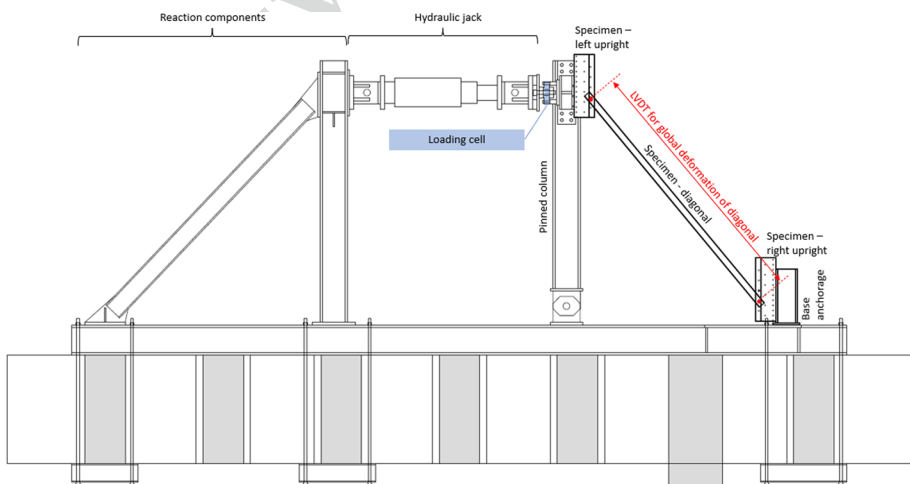 Reaction components
Hydraulic jack
Specimen –
left upright
Loading cell
LVDT for global deformation of diagonal
Specimen - diagonal
Pinned column
Specimen –
right upright
Base
anchorage